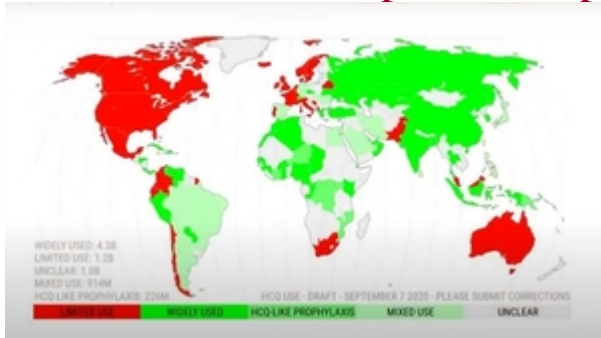 WIDELY USED: 4.3B
LIMITED USE: 1.2B
UNCLEAR: 1.0B
MIXED USE: 914M
HCQ-LIKE PROPHYLAXIS: 226M
HCQ USE - DRAFT - SEPTEMBER 7 2020 - PLEASE SUBMIT CORRECTIONS
LIMITED USE WIDELY USED HCQ-LIKE PROPHYLAXIS MIXED USE UNCLEAR